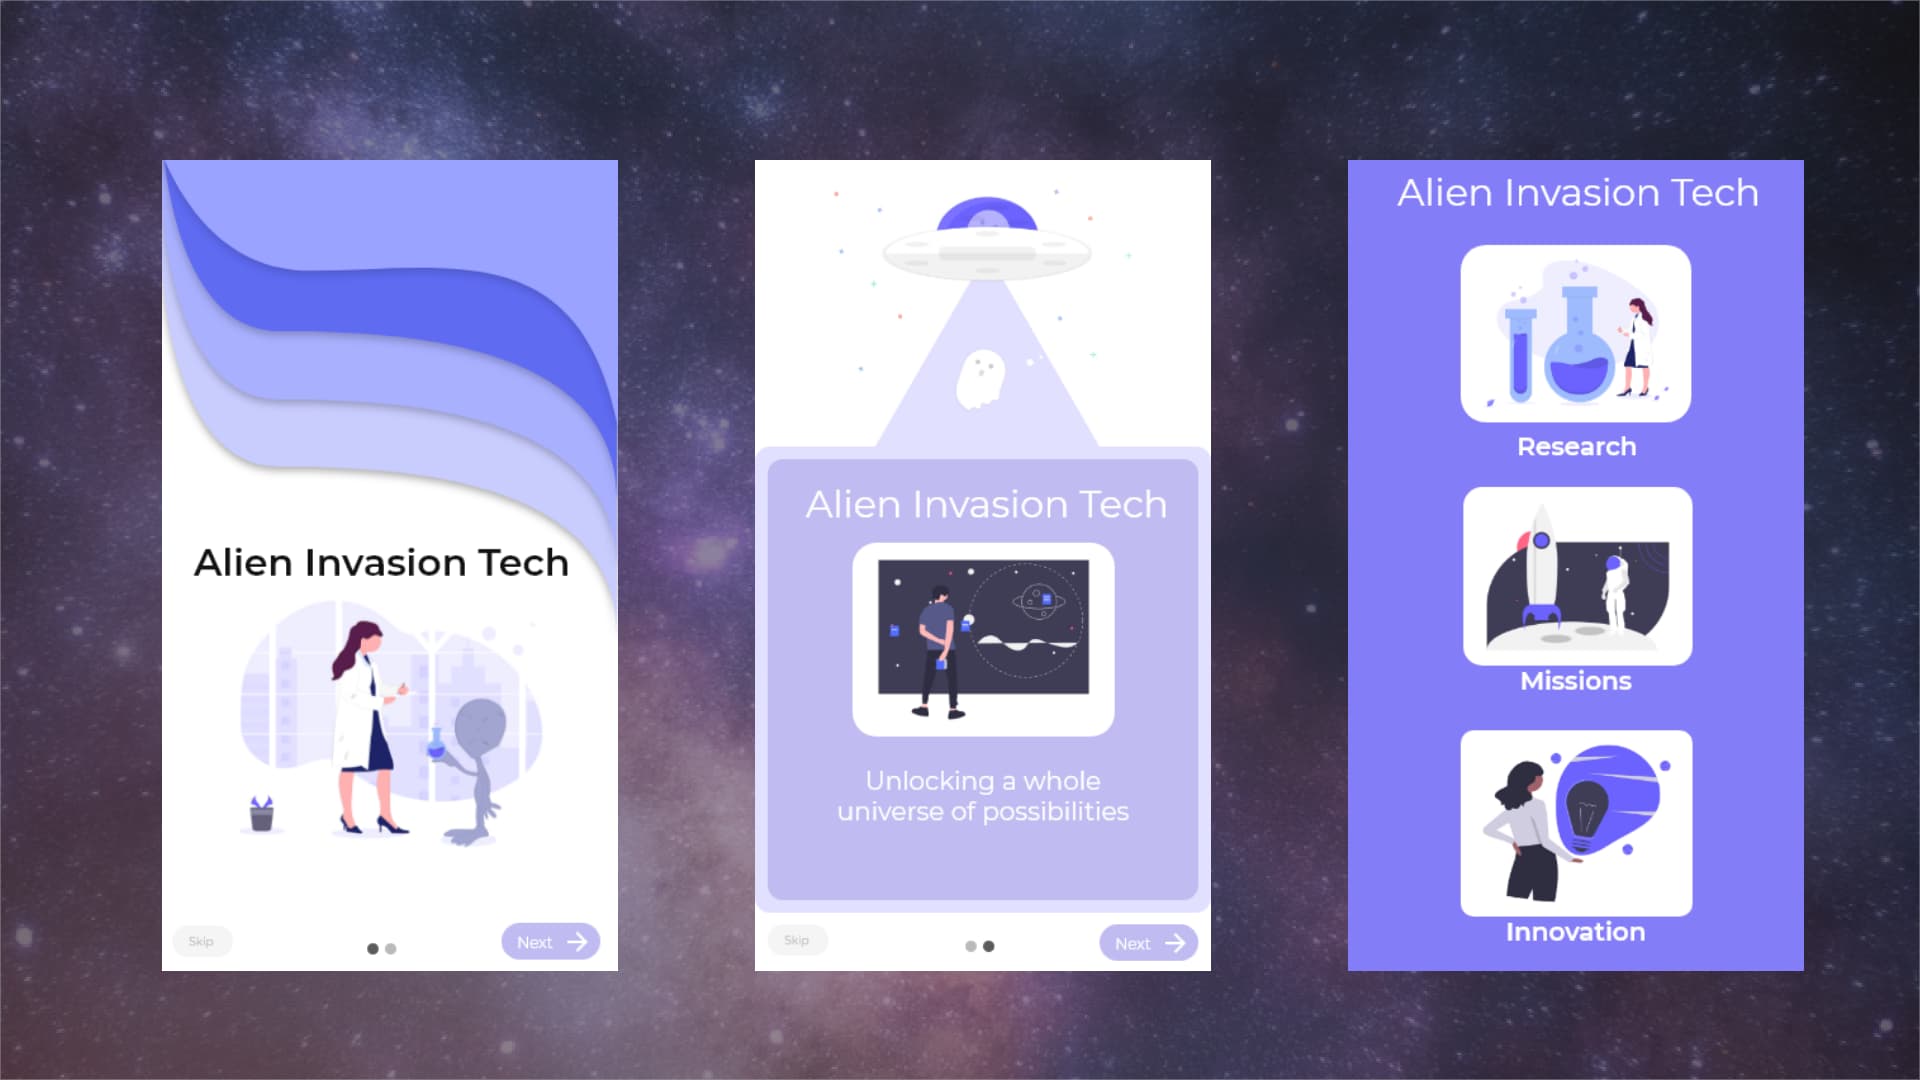 Alien Invasion Tech
Skip
Next
Alien Invasion Tech
Unlocking a whole
universe of possibilities
Skip
Next
Alien Invasion Tech
Research
Missions
Innovation